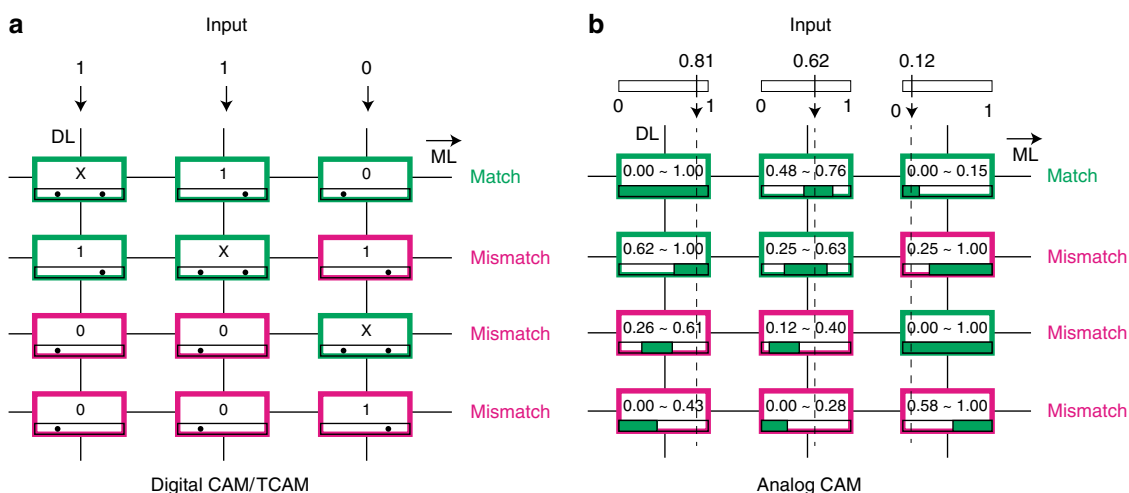 a
Input
1 1 0
DL
ML
X 1 0 Match
1 X 1 Mismatch
0 0 X Mismatch
0 0 1 Mismatch
Digital CAM/TCAM
b
Input
0.81 0.62 0.12
0 1 0 1 0 1
DL
ML
0.00 ~ 1.00 0.48 ~ 0.76 0.00 ~ 0.15 Match
0.62 ~ 1.00 0.25 ~ 0.63 0.25 ~ 1.00 Mismatch
0.26 ~ 0.61 0.12 ~ 0.40 0.00 ~ 1.00 Mismatch
0.00 ~ 0.43 0.00 ~ 0.28 0.58 ~ 1.00 Mismatch
Analog CAM